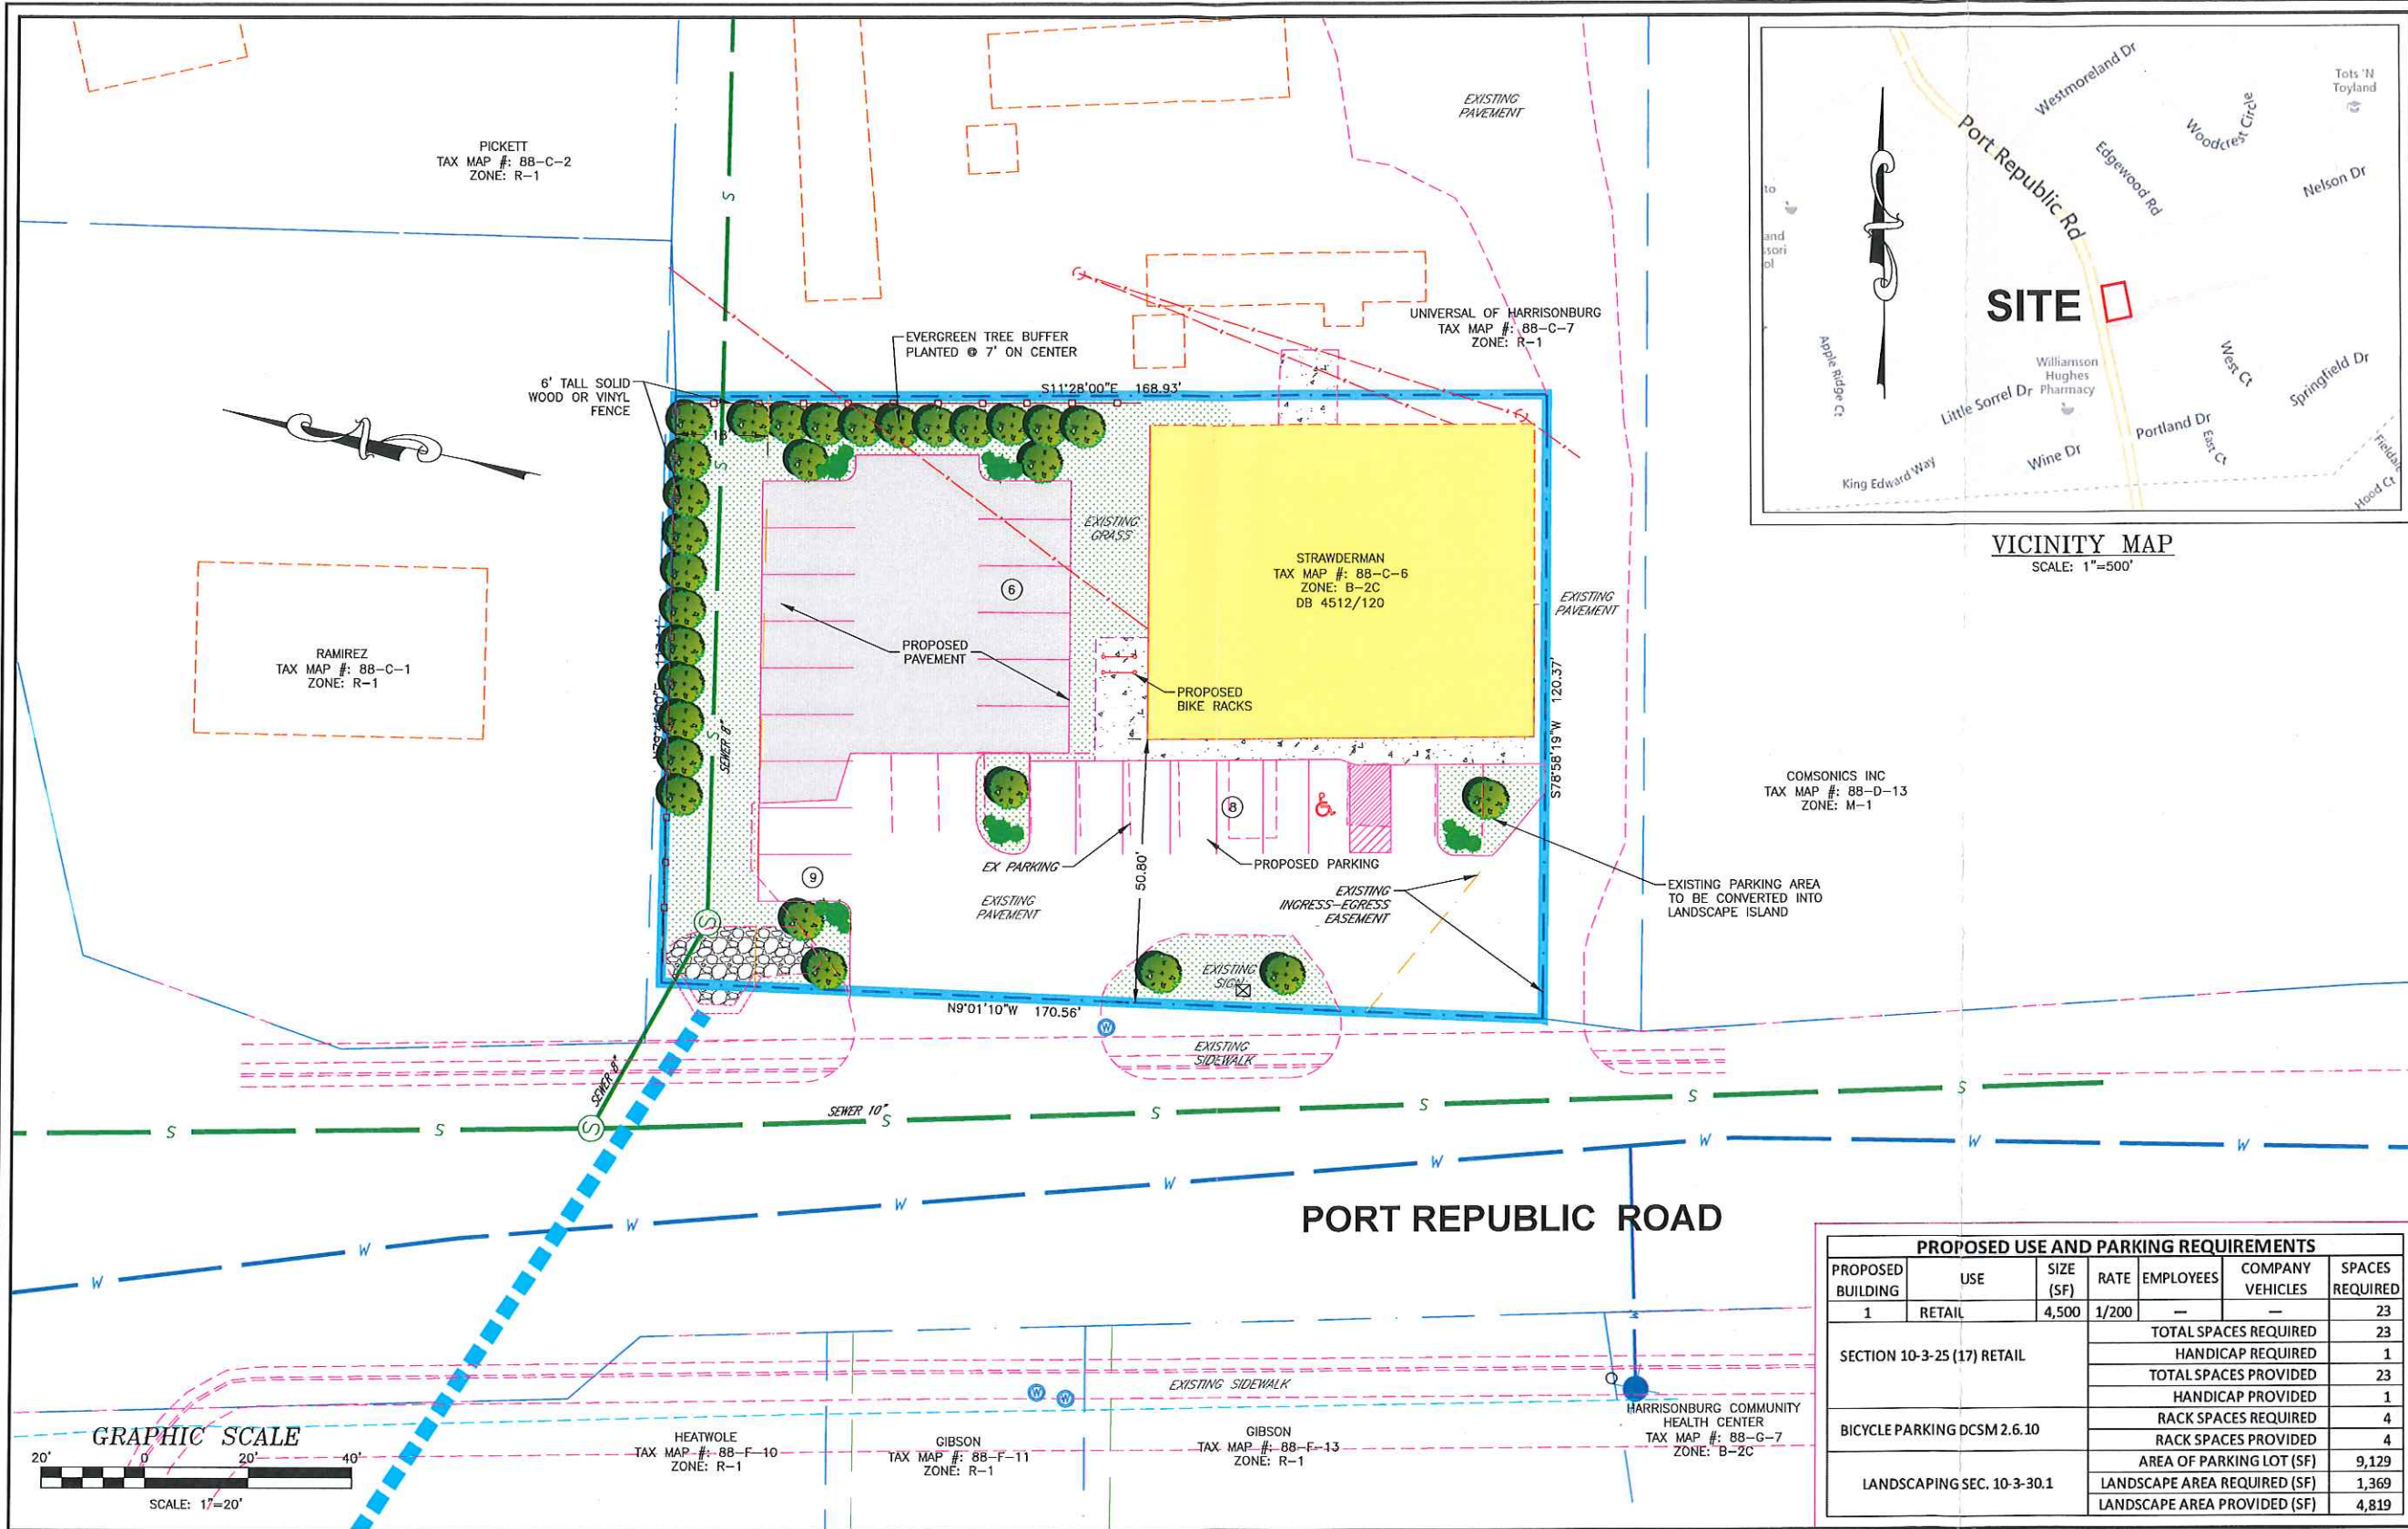 PICKETT
TAX MAP #: 88-C-2
ZONE: R-1
EXISTING
PAVEMENT
EVERGREEN TREE BUFFER
PLANTED @ 7' ON CENTER
6' TALL SOLID
WOOD OR VINYL
FENCE
S11°28'00"E 168.93'
UNIVERSAL OF HARRISONBURG
TAX MAP #: 88-C-7
ZONE: R-1
EXISTING
GRASS
6
STRAWDERMAN
TAX MAP #: 88-C-6
ZONE: B-2C
DB 4512/120
EXISTING
PAVEMENT
RAMIREZ
TAX MAP #: 88-C-1
ZONE: R-1
PROPOSED
PAVEMENT
PROPOSED
BIKE RACKS
S
S
S
SEWER 8"
S78°58'19"W 120.37'
COMSONICS INC
TAX MAP #: 88-D-13
ZONE: M-1
8
EX PARKING
PROPOSED PARKING
50.80'
9
EXISTING
PAVEMENT
EXISTING
INGRESS-EGRESS
EASEMENT
EXISTING PARKING AREA
TO BE CONVERTED INTO
LANDSCAPE ISLAND
S
EXISTING
SIGN
N9°01'10"W 170.56'
W
EXISTING
SIDEWALK
SEWER 8"
SEWER 10"
S S S S S S S S
W W W W W W W W W
PORT REPUBLIC ROAD
EXISTING SIDEWALK
W W
HEATWOLE
TAX MAP #: 88-F-10
ZONE: R-1
GIBSON
TAX MAP #: 88-F-11
ZONE: R-1
GIBSON
TAX MAP #: 88-F-13
ZONE: R-1
HARRISONBURG COMMUNITY
HEALTH CENTER
TAX MAP #: 88-G-7
ZONE: B-2C
GRAPHIC SCALE
20' 0 20' 40'
SCALE: 1"=20'
Westmoreland Dr
Tots 'N
Toyland
Woodcrest Circle
Port Republic Rd
Edgewood Rd
Nelson Dr
to
and
ssori
ol
SITE
Apple Ridge Ct
Williamson
Hughes
Pharmacy
West Ct
Springfield Dr
Little Sorrel Dr
Portland Dr
East Ct
Wine Dr
King Edward Way
Hood Ct
VICINITY MAP
SCALE: 1"=500'
PROPOSED USE AND PARKING REQUIREMENTS
PROPOSED BUILDING USE SIZE (SF) RATE EMPLOYEES COMPANY VEHICLES SPACES REQUIRED
1 RETAIL 4,500 1/200 — — 23
SECTION 10-3-25 (17) RETAIL
TOTAL SPACES REQUIRED 23
HANDICAP REQUIRED 1
TOTAL SPACES PROVIDED 23
HANDICAP PROVIDED 1
BICYCLE PARKING DCSM 2.6.10
RACK SPACES REQUIRED 4
RACK SPACES PROVIDED 4
LANDSCAPING SEC. 10-3-30.1
AREA OF PARKING LOT (SF) 9,129
LANDSCAPE AREA REQUIRED (SF) 1,369
LANDSCAPE AREA PROVIDED (SF) 4,819